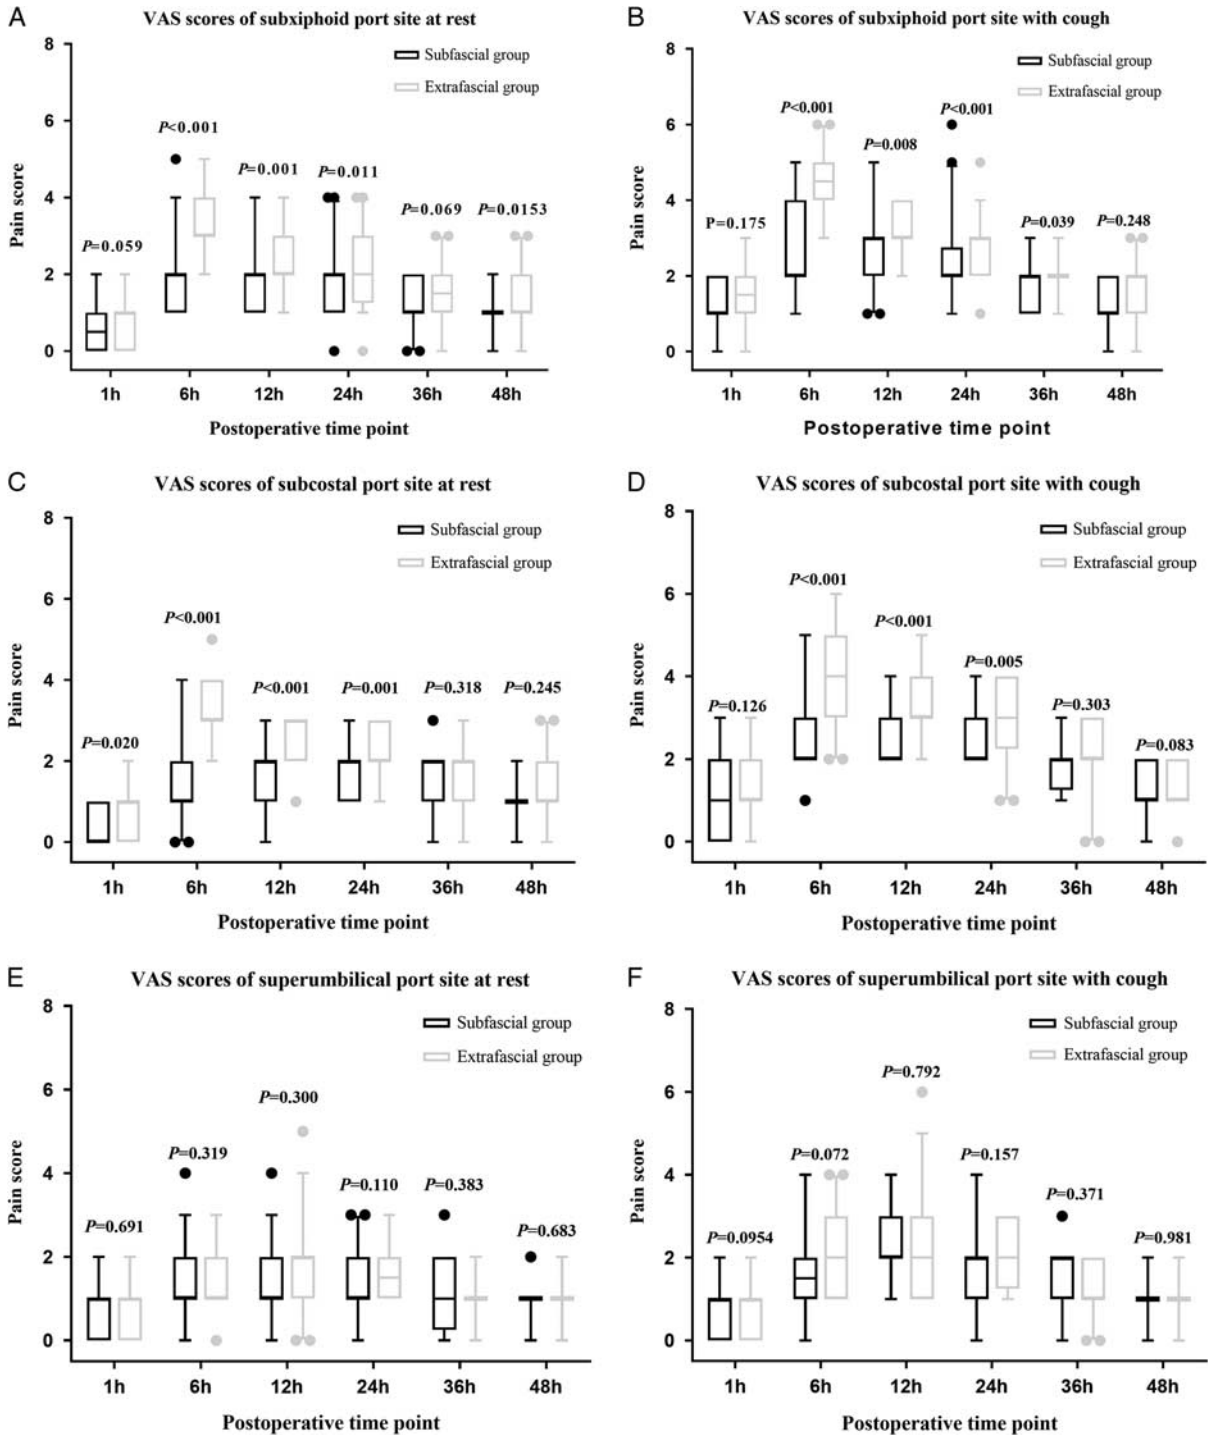 A
VAS scores of subxiphoid port site at rest
Subfascial group
Extrafascial group
Pain score
8
6
4
2
0
P=0.059
P<0.001
P=0.001
P=0.011
P=0.069
P=0.0153
1h
6h
12h
24h
36h
48h
Postoperative time point
B
VAS scores of subxiphoid port site with cough
Subfascial group
Extrafascial group
Pain score
8
6
4
2
0
P=0.175
P<0.001
P=0.008
P<0.001
P=0.039
P=0.248
1h
6h
12h
24h
36h
48h
Postoperative time point
C
VAS scores of subcostal port site at rest
Subfascial group
Extrafascial group
Pain score
8
6
4
2
0
P=0.020
P<0.001
P<0.001
P=0.001
P=0.318
P=0.245
1h
6h
12h
24h
36h
48h
Postoperative time point
D
VAS scores of subcostal port site with cough
Subfascial group
Extrafascial group
Pain score
8
6
4
2
0
P=0.126
P<0.001
P<0.001
P=0.005
P=0.303
P=0.083
1h
6h
12h
24h
36h
48h
Postoperative time point
E
VAS scores of superumbilical port site at rest
Subfascial group
Extrafascial group
Pain score
8
6
4
2
0
P=0.691
P=0.319
P=0.300
P=0.110
P=0.383
P=0.683
1h
6h
12h
24h
36h
48h
Postoperative time point
F
VAS scores of superumbilical port site with cough
Subfascial group
Extrafascial group
Pain score
8
6
4
2
0
P=0.0954
P=0.072
P=0.792
P=0.157
P=0.371
P=0.981
1h
6h
12h
24h
36h
48h
Postoperative time point